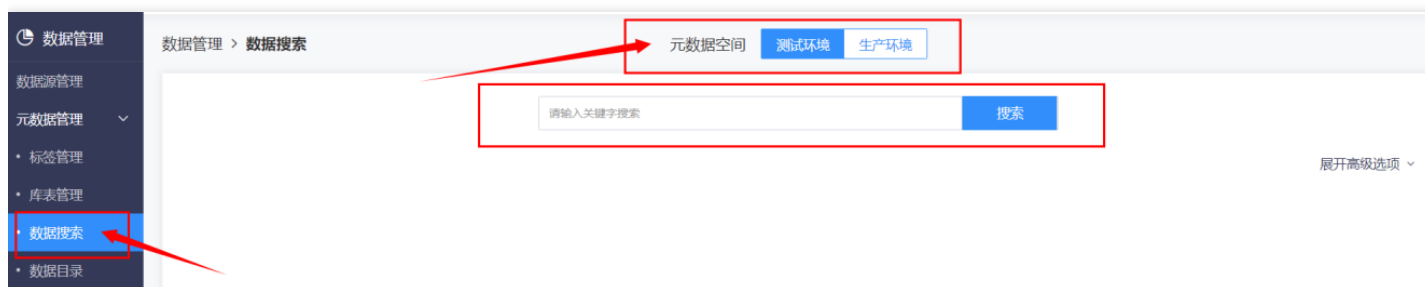 数据管理
数据源管理
元数据管理
• 标签管理
• 库表管理
• 数据搜索
• 数据目录
数据管理 > 数据搜索
元数据空间 测试环境 生产环境
请输入关键字搜索 搜索
展开高级选项